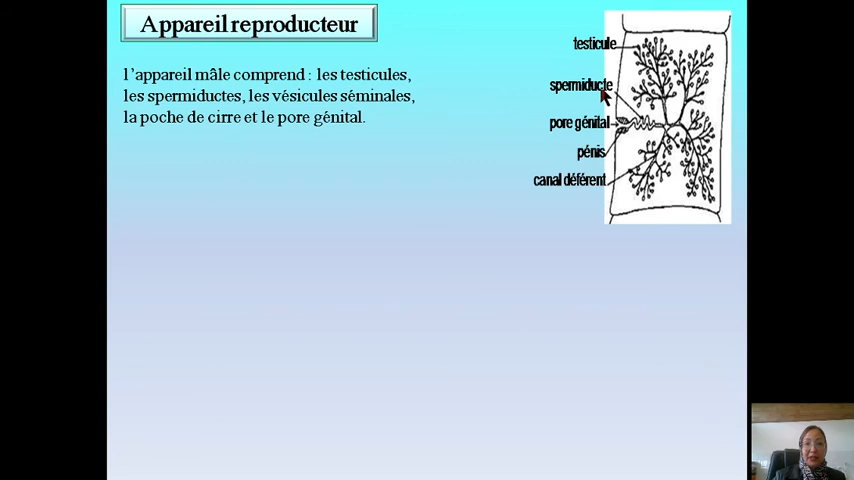 Appareil reproducteur
l’appareil mâle comprend : les testicules,
les spermiductes, les vésicules séminales,
la poche de cirre et le pore génital.
testicule
spermiducte
pore génital
pénis
canal déférent